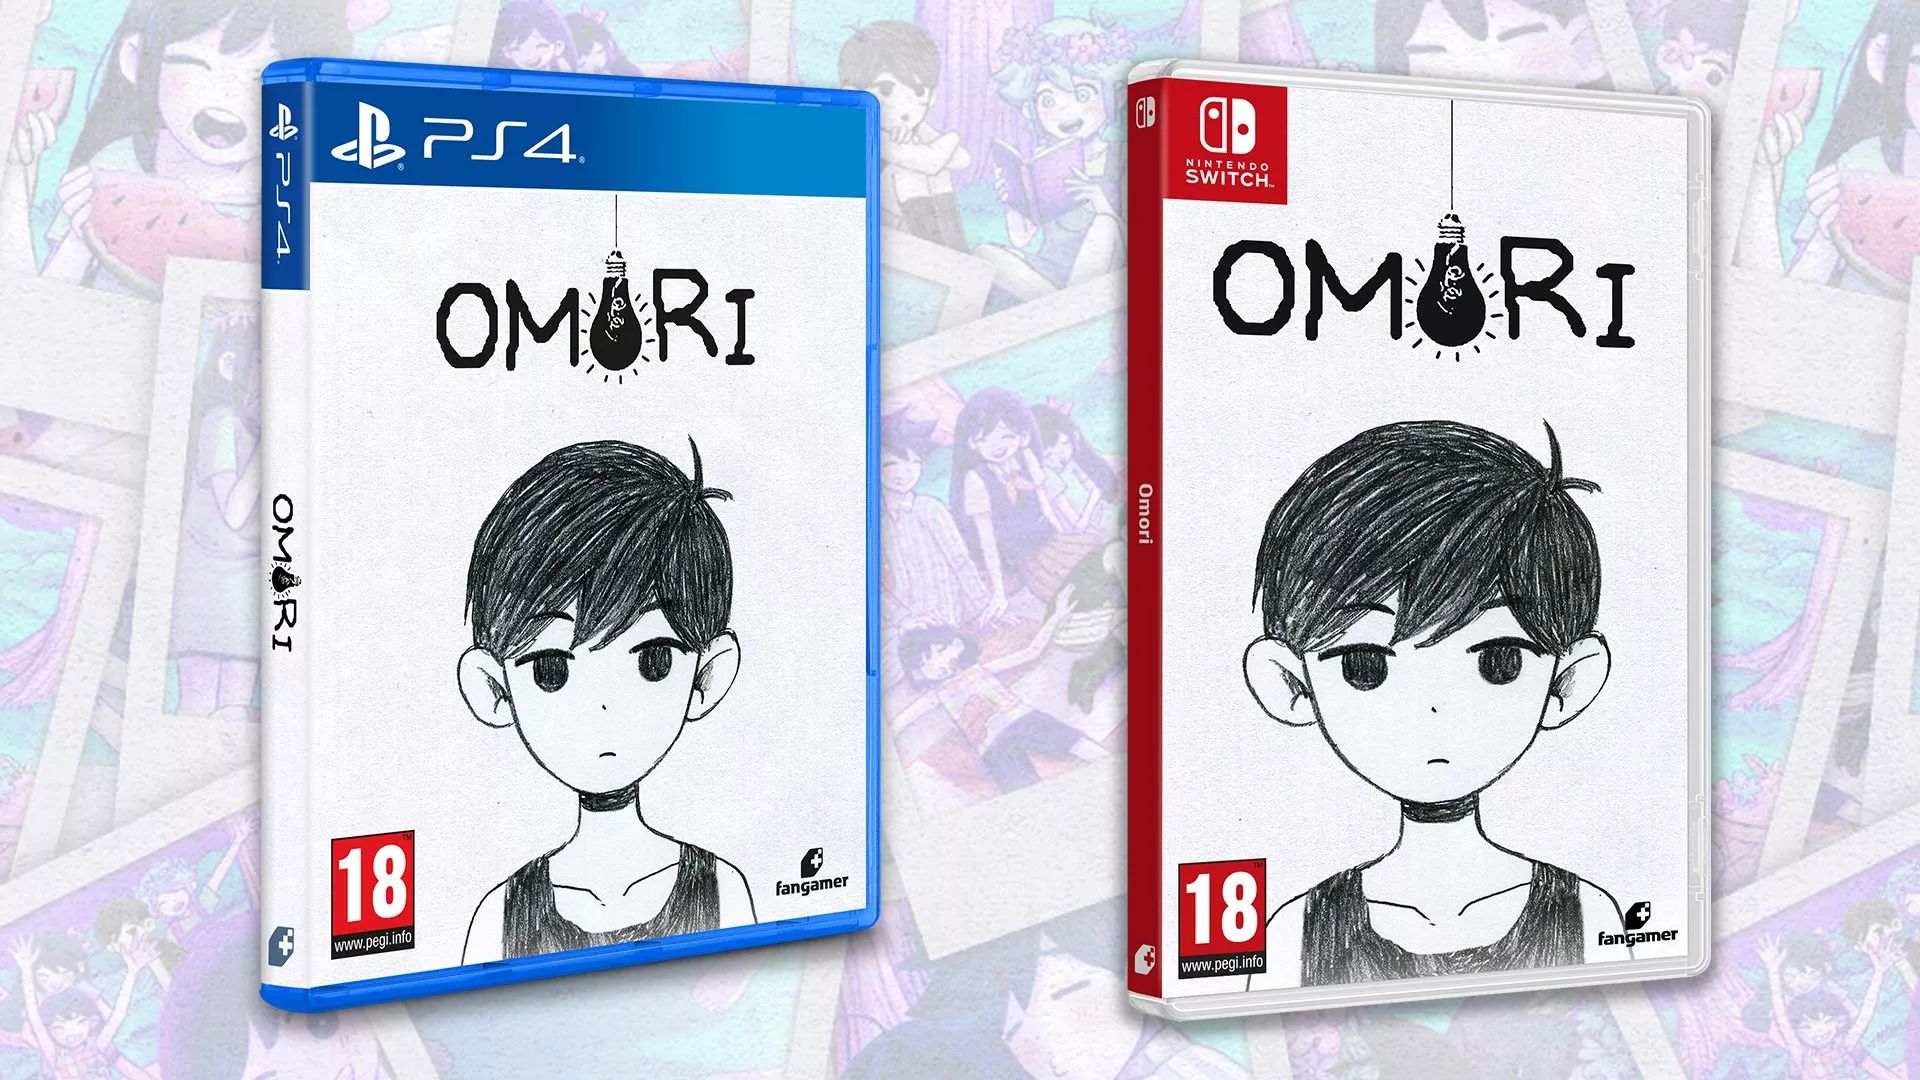 PS4
PS4
OMORI
OMORI
18
www.pegi.info
fangamer
NINTENDO
SWITCH
OMORI
Omori
18
www.pegi.info
fangamer